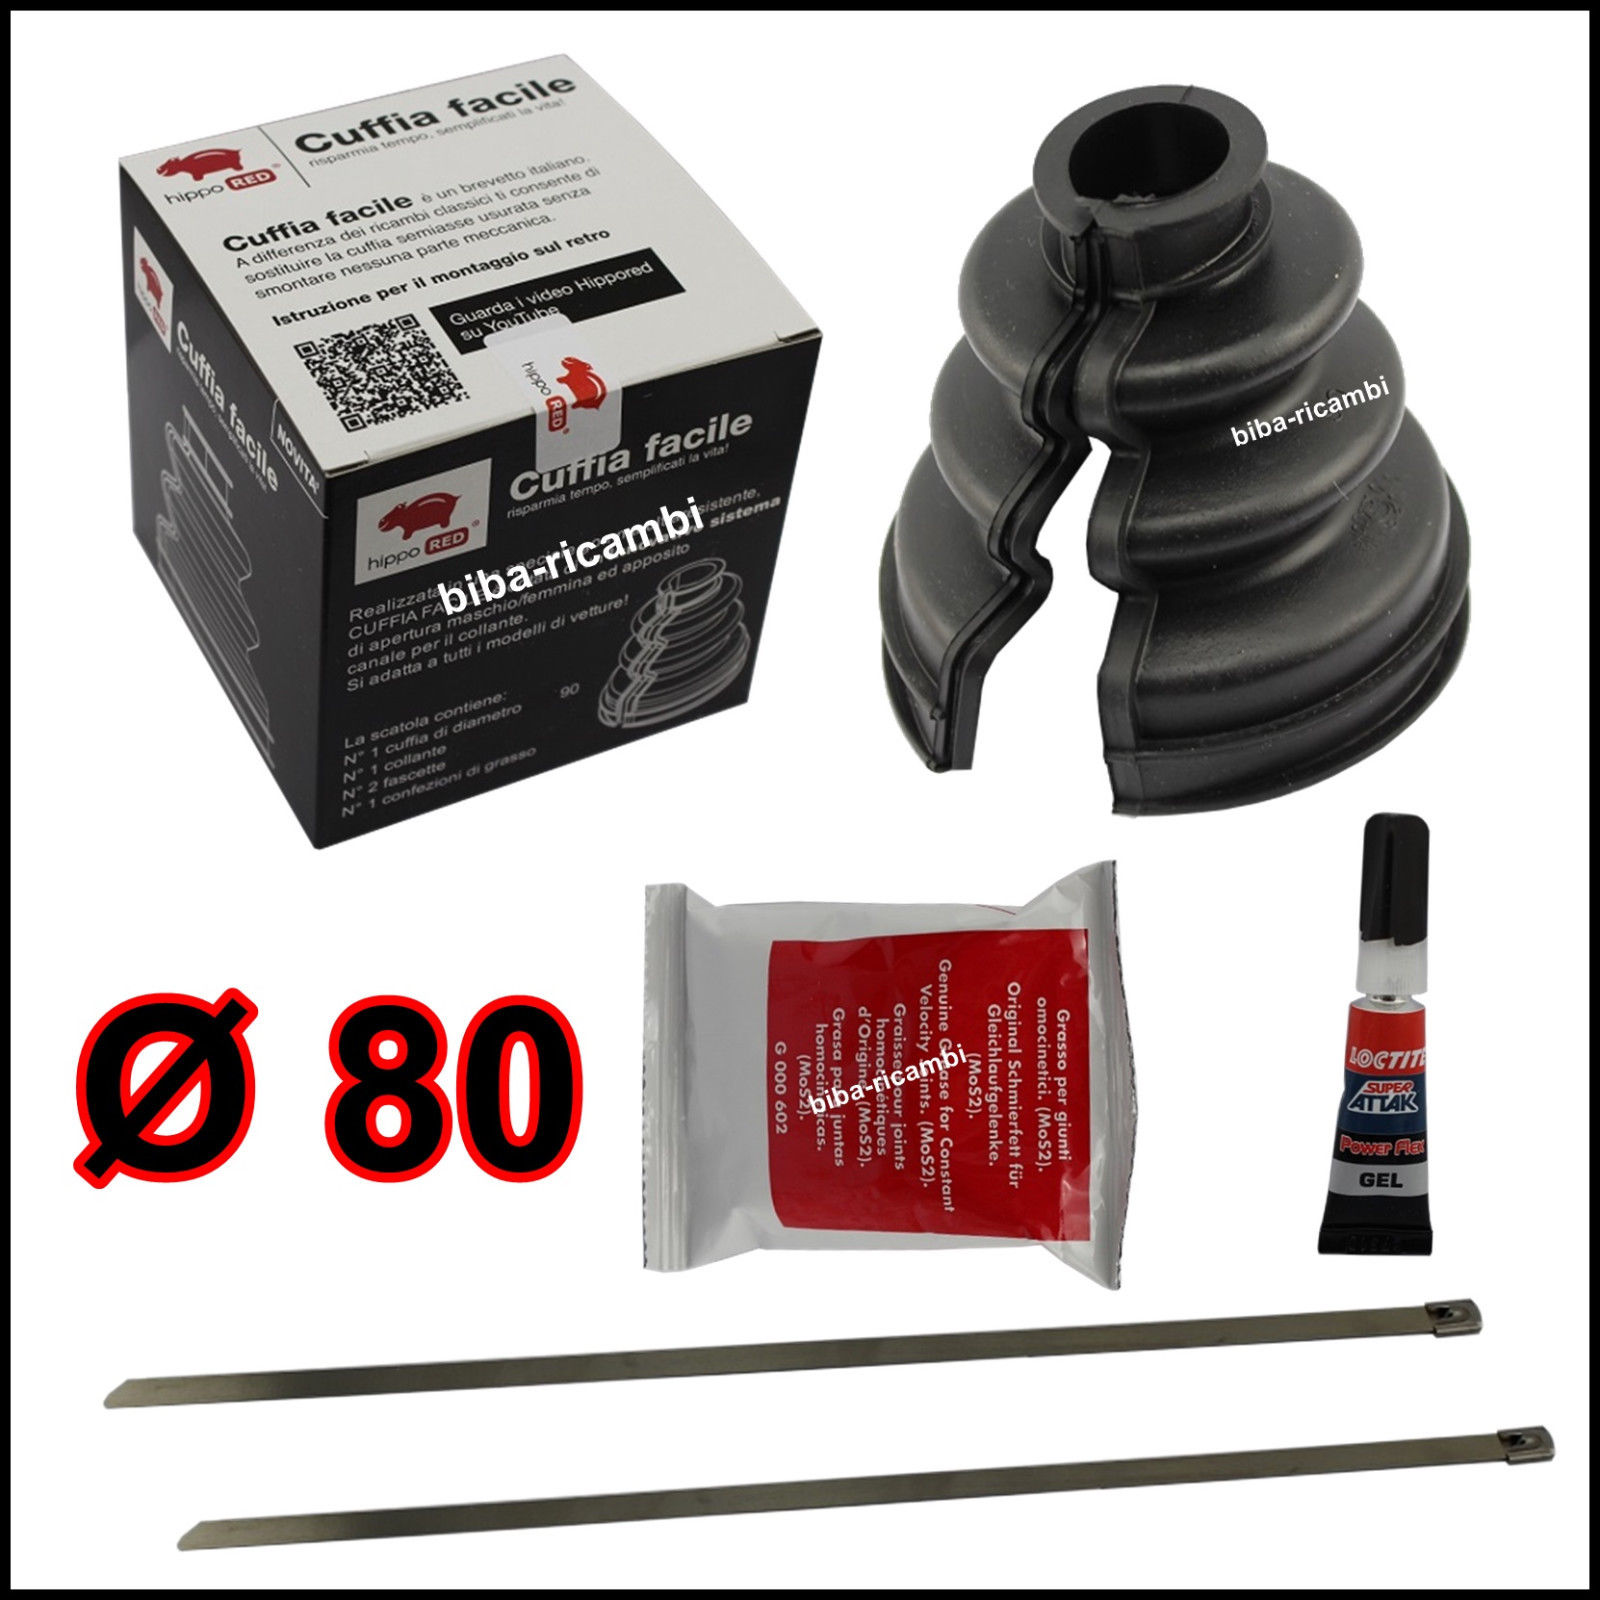 hippo RED®
Cuffia facile
risparmia tempo, semplificati la vita!
Cuffia facile è un brevetto italiano.
A differenza dei ricambi classici ti consente di
sostituire la cuffia semiasse usurata senza
smontare nessuna parte meccanica.
Istruzione per il montaggio sul retro
Guarda i video Hippored
su YouTube
hippo RED®
NOVITA'
Cuffia facile
hippo RED
Cuffia facile
risparmia tempo, semplificati la vita!
hippo RED®
Realizzata in
sistema
CUFFIA
di apertura maschio/femmina ed apposito
canale per il collante.
Si adatta a tutti i modelli di vetture!
La scatola contiene:
N° 1 cuffia di diametro 90
N° 1 collante
N° 2 fascette
N° 1 confezioni di grasso
biba-ricambi
biba-ricambi
Ø 80
Grasso per giunti
omocinetici. (MoS2).
Original Schmierfett für
Gleichlaufgelenke.
(MoS2).
Genuine Grease for Constant
Velocity Joints. (MoS2).
Graisse pour joints
homocinétiques
d'Origine (MoS2).
Grasa para juntas
homocinéticas.
(MoS2).
G 000 602
biba-ricambi
LOCTITE
SUPER
ATTAK
Power Flex
GEL